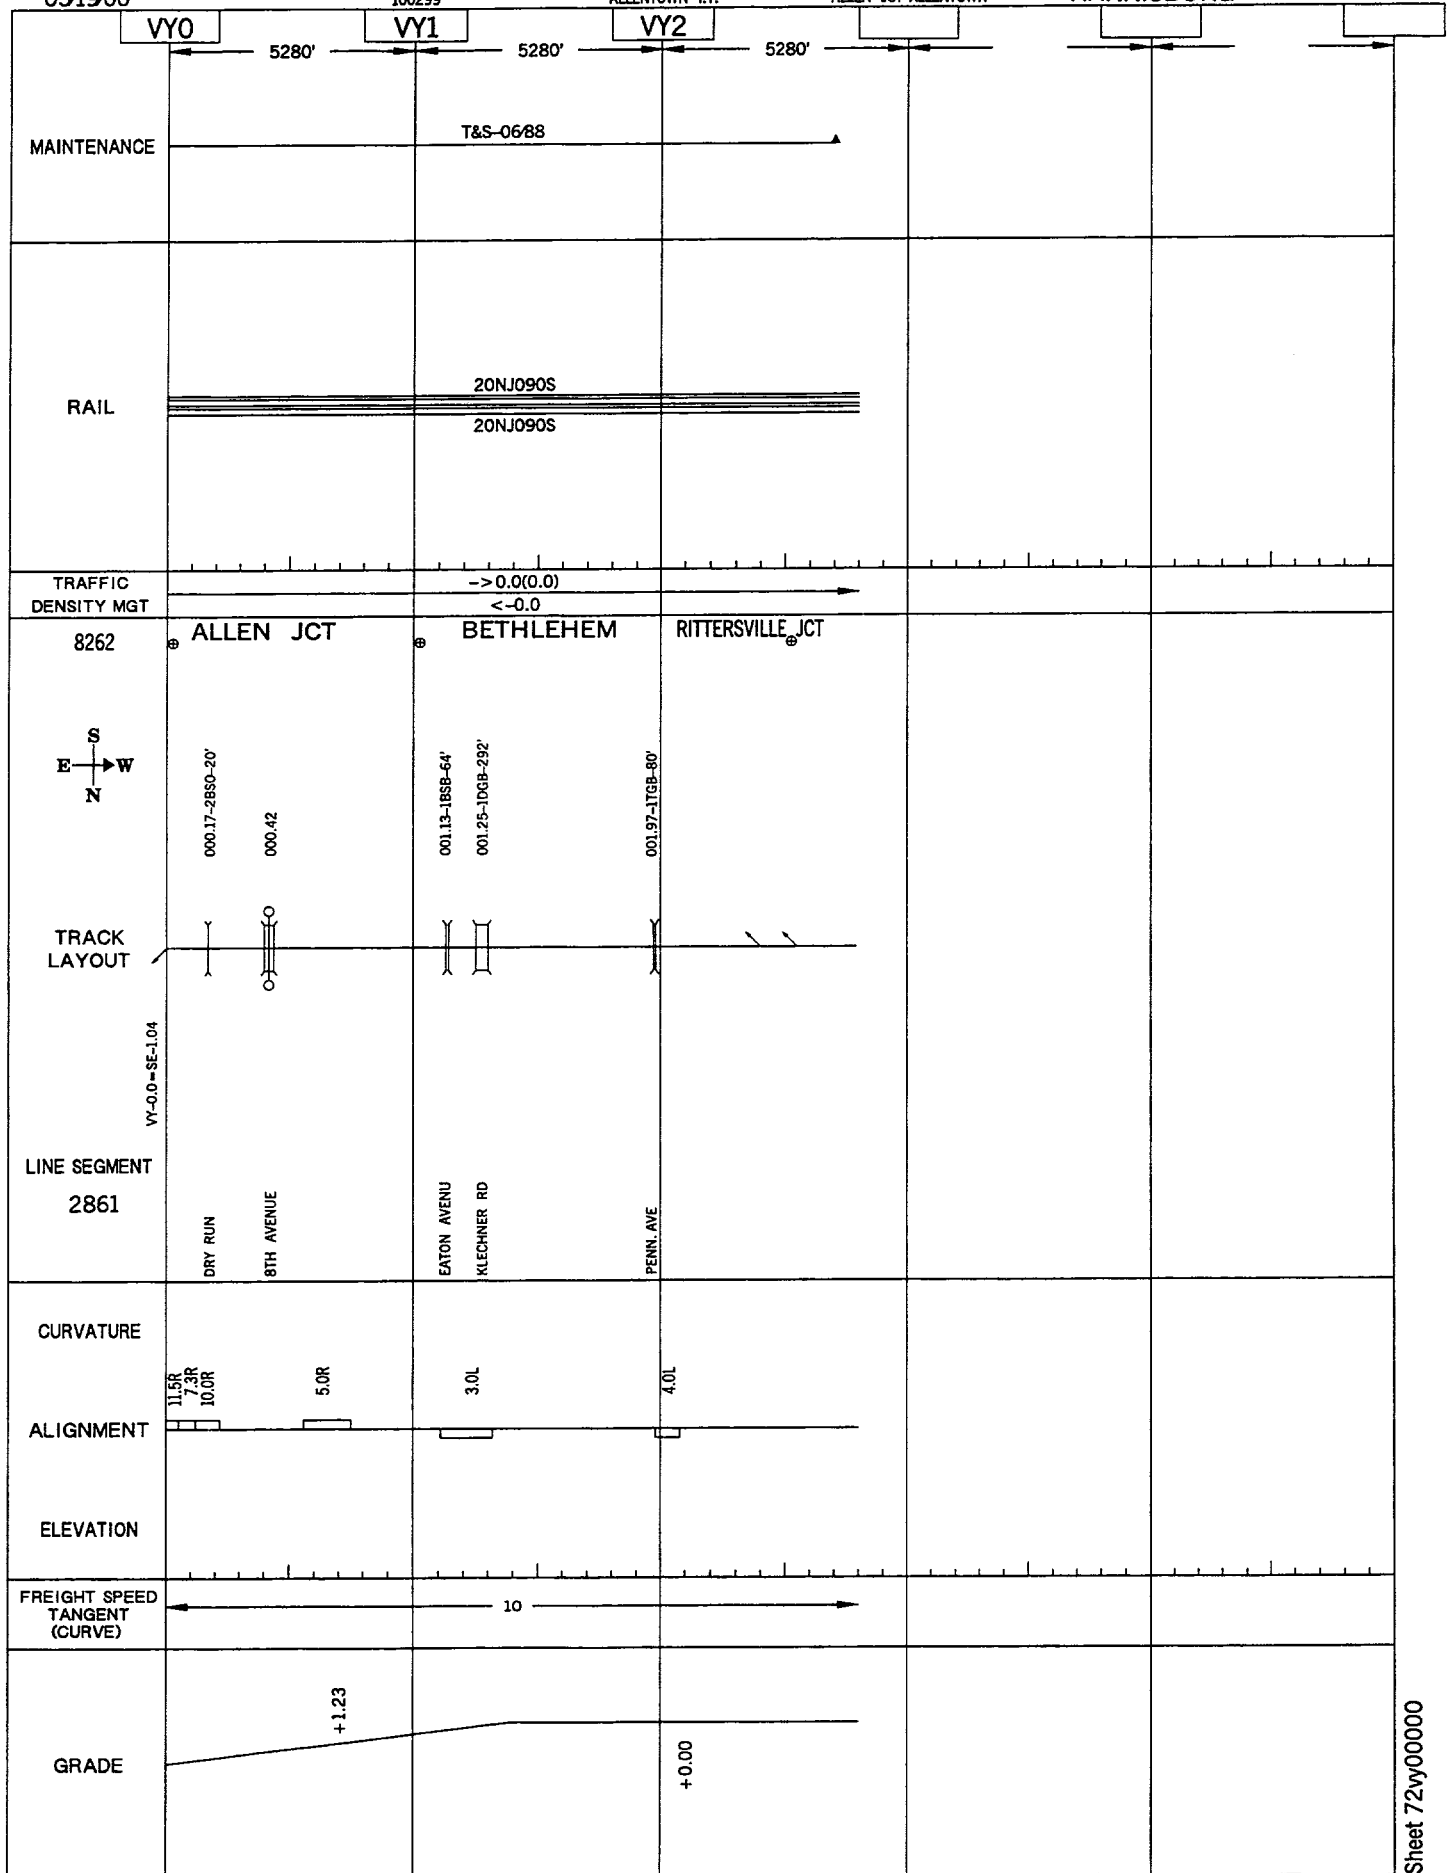 VY0
VY1
VY2
5280'
5280'
5280'
MAINTENANCE
T&S-06/88
RAIL
20NJ090S
20NJ090S
TRAFFIC
DENSITY MGT
->0.0(0.0)
<-0.0
8262
ALLEN JCT
BETHLEHEM
RITTERSVILLE JCT
S
E W
N
000.17-2BSO-20'
000.42
001.13-1BSB-64'
001.25-1DGB-292'
001.97-1TGB-80'
TRACK
LAYOUT
VY-0.0=SE-1.04
LINE SEGMENT
2861
DRY RUN
8TH AVENUE
EATON AVENU
KLECHNER RD
PENN. AVE
CURVATURE
11.5R
7.3R
10.0R
5.0R
3.0L
4.0L
ALIGNMENT
ELEVATION
FREIGHT SPEED
TANGENT
(CURVE)
10
GRADE
+1.23
+0.00
Sheet 72vy00000